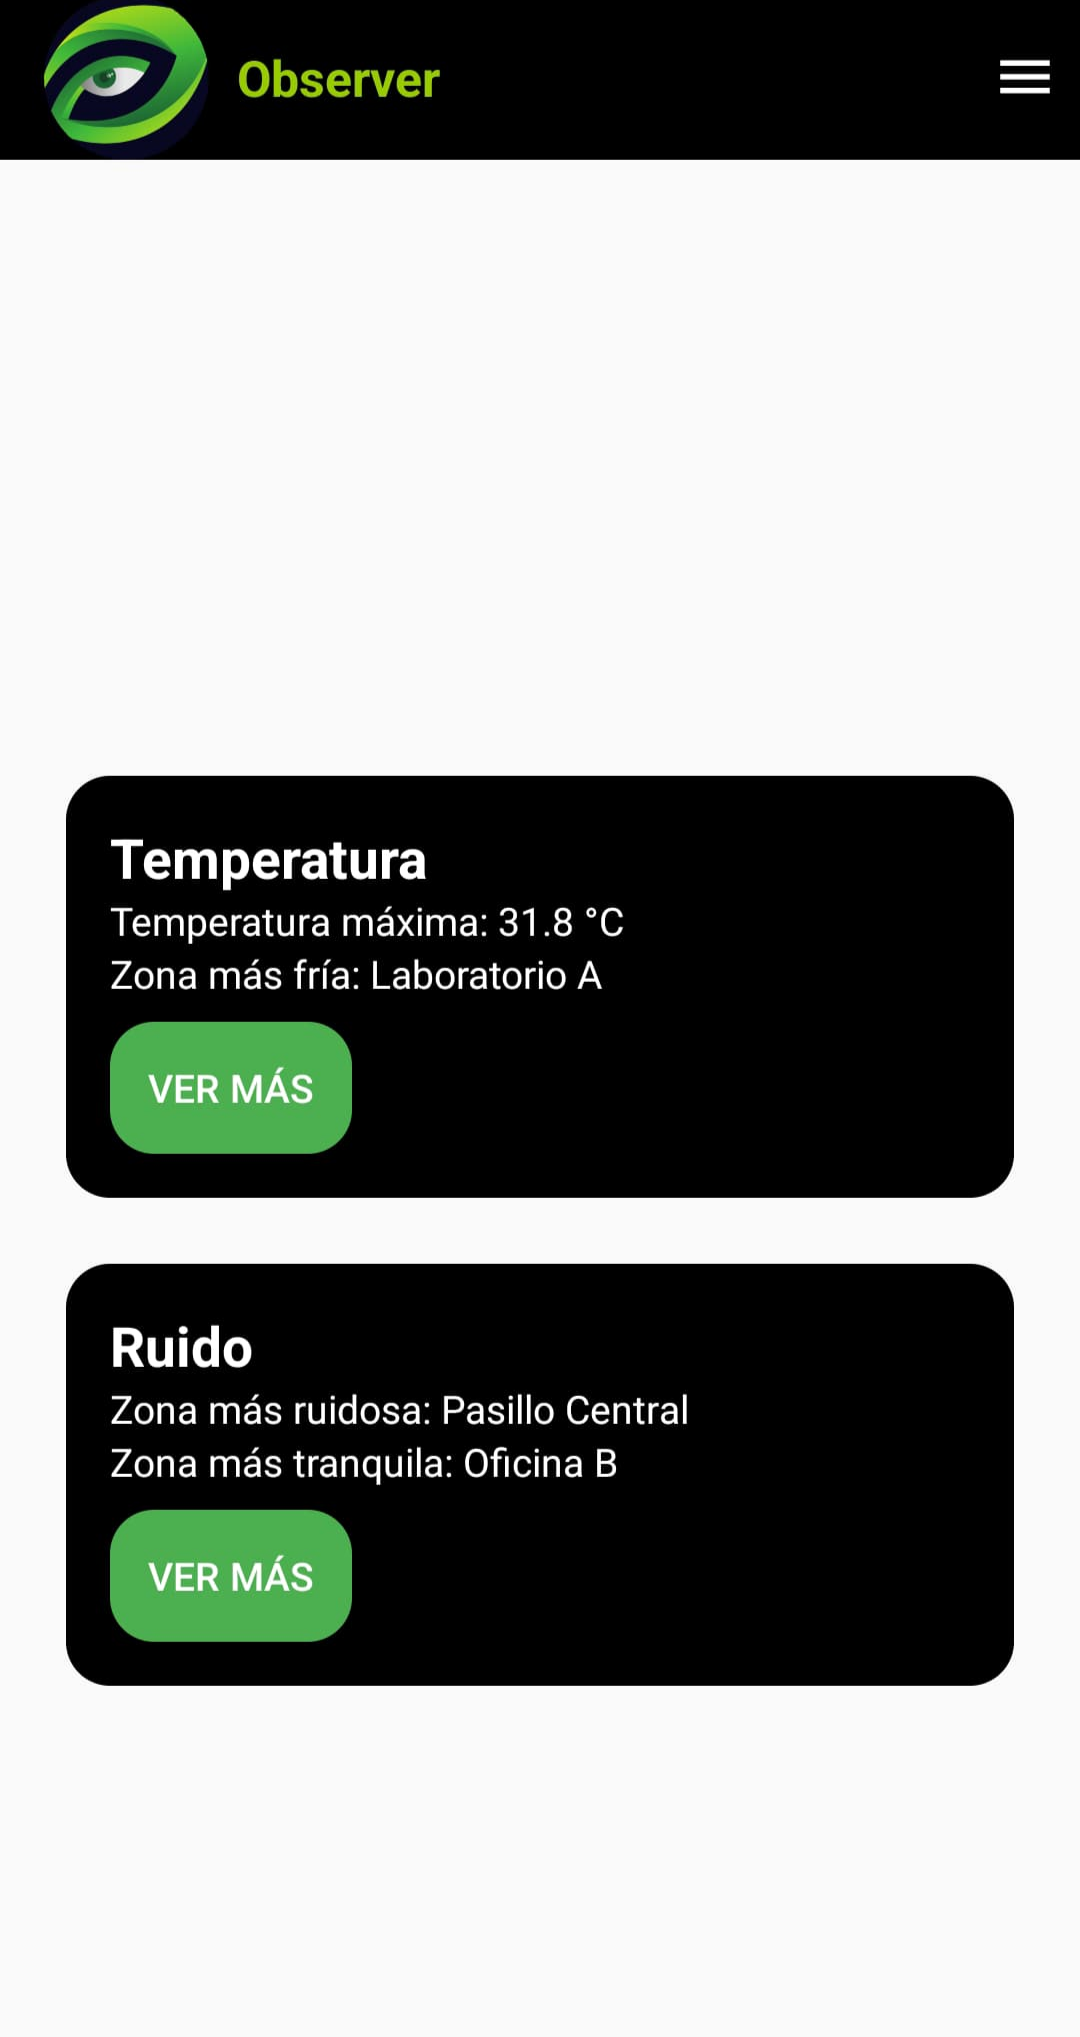 Observer
Temperatura
Temperatura máxima: 31.8 °C
Zona más fría: Laboratorio A
VER MÁS
Ruido
Zona más ruidosa: Pasillo Central
Zona más tranquila: Oficina B
VER MÁS